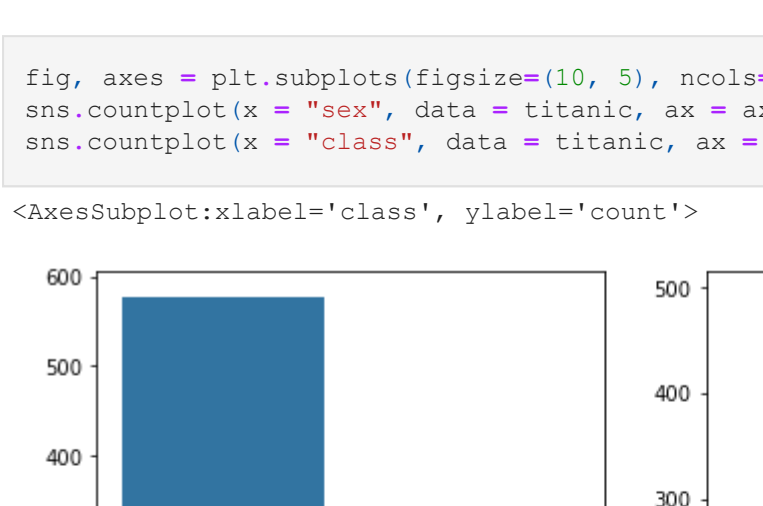 fig, axes = plt.subplots(figsize=(10, 5), ncols=
sns.countplot(x = "sex", data = titanic, ax = ax
sns.countplot(x = "class", data = titanic, ax =
<AxesSubplot:xlabel='class', ylabel='count'>
600
500
400
500
400
300